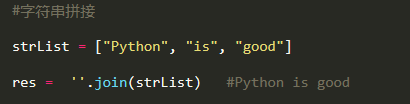 #字符串拼接
strList = ["Python", "is", "good"]
res =  ''.join(strList)   #Python is good